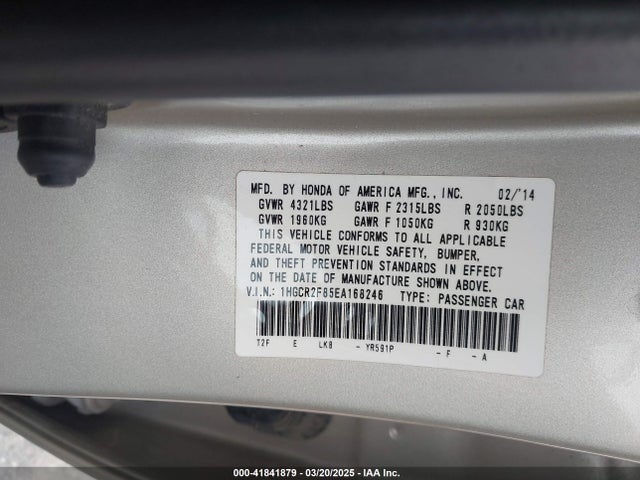 MFD. BY HONDA OF AMERICA MFG., INC. 02/'14
GVWR 4321LBS GAWR F 2315LBS R 2050LBS
GVWR 1960KG GAWR F 1050KG R 930KG
THIS VEHICLE CONFORMS TO ALL APPLICABLE
FEDERAL MOTOR VEHICLE SAFETY, BUMPER,
AND THEFT PREVENTION STANDARDS IN EFFECT
ON THE DATE OF MANUFACTURE SHOWN ABOVE.
V.I.N.: 1HGCR2F85EA168246 TYPE: PASSENGER CAR
T2F E LK8 - YR591P - F - A
000-41841879 | 03/20/2025 | IAA Inc.